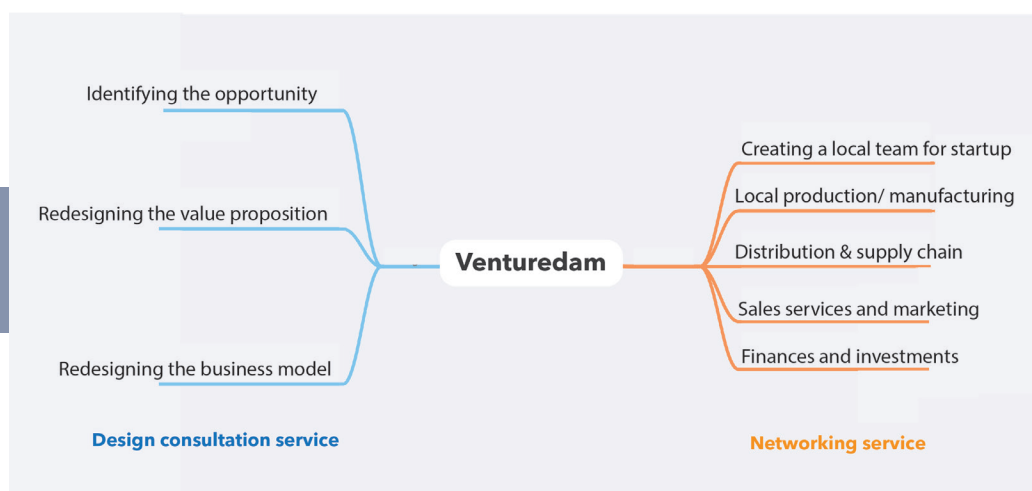 Identifying the opportunity
Redesigning the value proposition
Redesigning the business model
Design consultation service
Venturedam
Creating a local team for startup
Local production/ manufacturing
Distribution & supply chain
Sales services and marketing
Finances and investments
Networking service